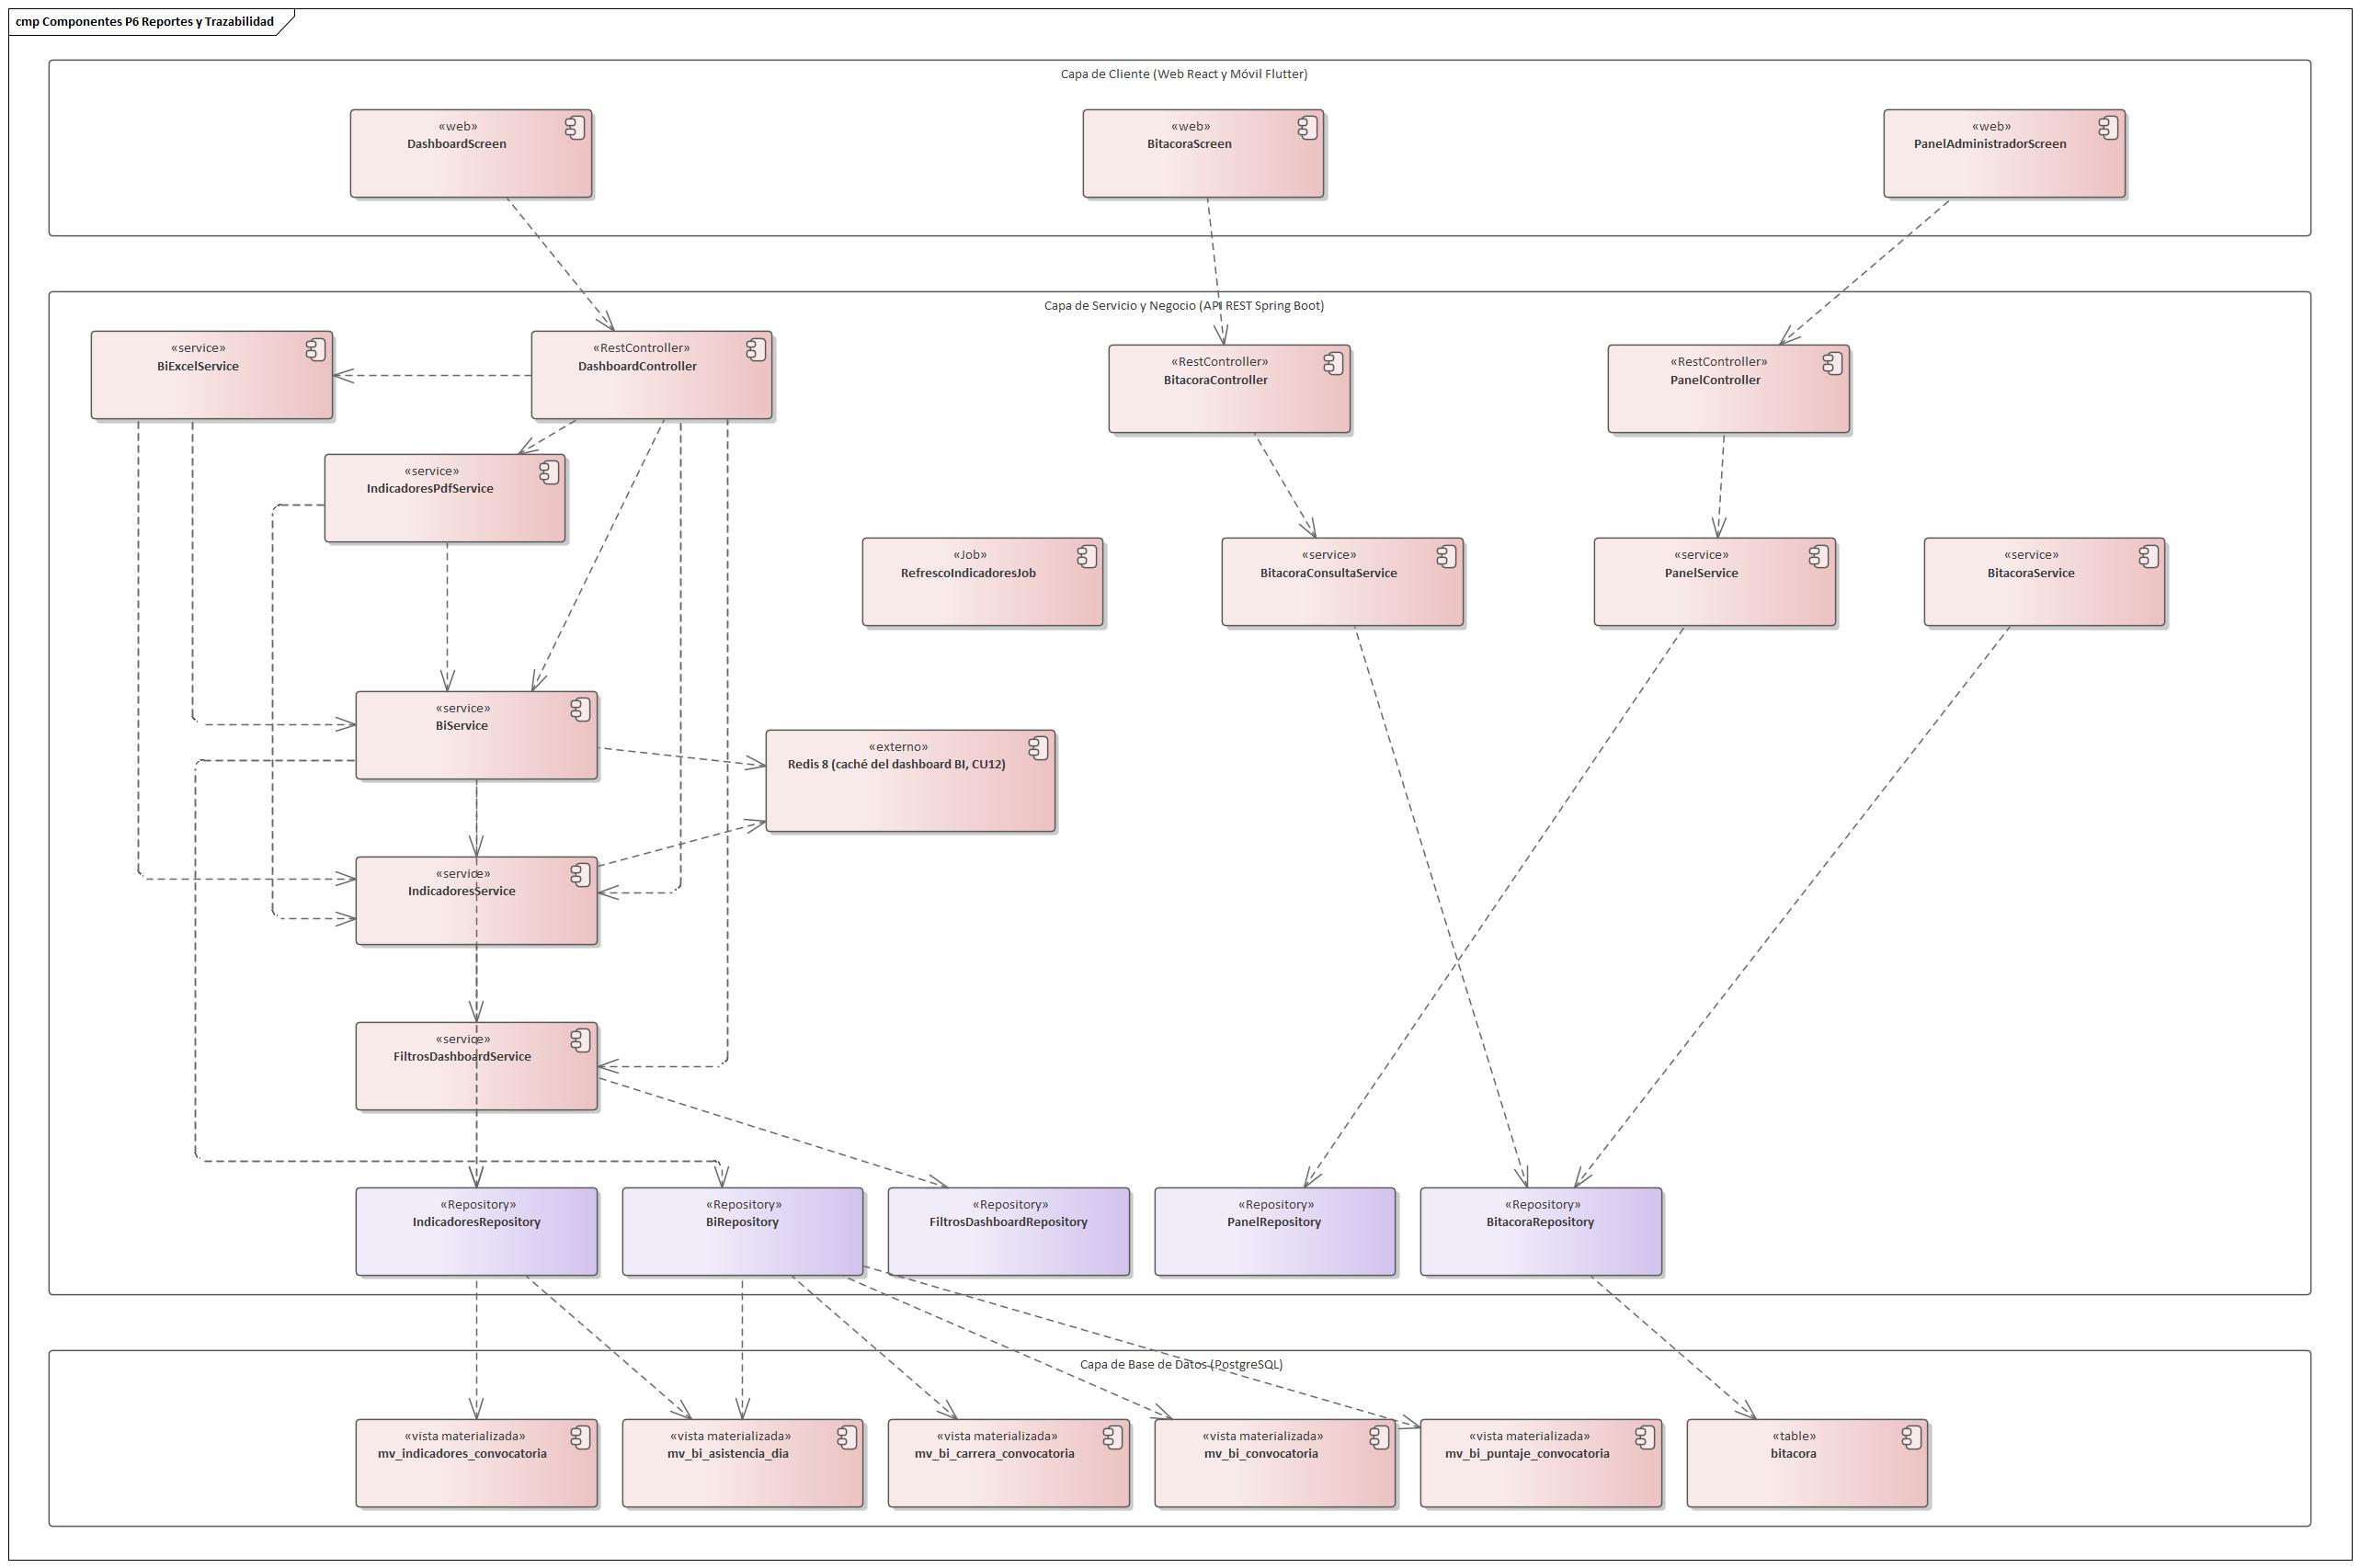 cmp Componentes P6 Reportes y Trazabilidad
Capa de Cliente (Web React y Móvil Flutter)
«web»
DashboardScreen
«web»
BitacoraScreen
«web»
PanelAdministradorScreen
Capa de Servicio y Negocio (API REST Spring Boot)
«service»
BiExcelService
«RestController»
DashboardController
«RestController»
BitacoraController
«RestController»
PanelController
«service»
IndicadoresPdfService
«Job»
RefrescoIndicadoresJob
«service»
BitacoraConsultaService
«service»
PanelService
«service»
BitacoraService
«service»
BiService
«externo»
Redis 8 (caché del dashboard BI, CU12)
«service»
IndicadoresService
«service»
FiltrosDashboardService
«Repository»
IndicadoresRepository
«Repository»
BiRepository
«Repository»
FiltrosDashboardRepository
«Repository»
PanelRepository
«Repository»
BitacoraRepository
Capa de Base de Datos (PostgreSQL)
«vista materializada»
mv_indicadores_convocatoria
«vista materializada»
mv_bi_asistencia_dia
«vista materializada»
mv_bi_carrera_convocatoria
«vista materializada»
mv_bi_convocatoria
«vista materializada»
mv_bi_puntaje_convocatoria
«table»
bitacora